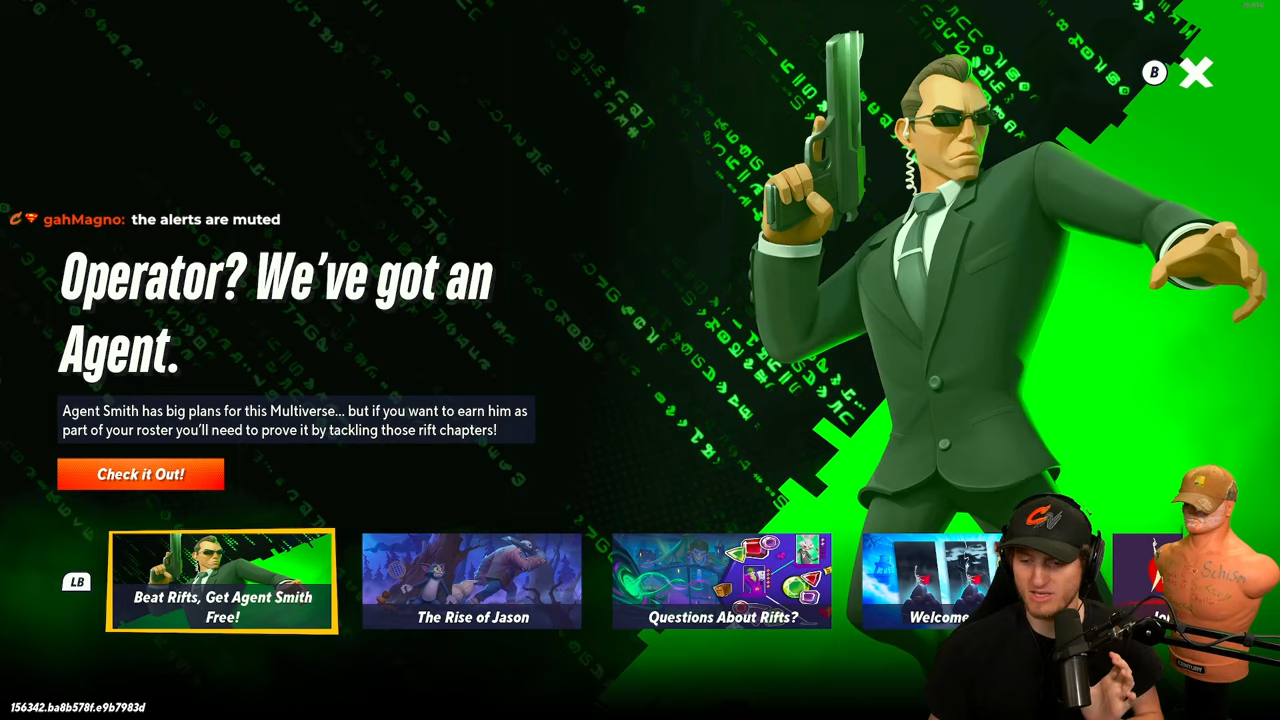 B
gahMagno: the alerts are muted
Operator? We've got an
Agent.
Agent Smith has big plans for this Multiverse... but if you want to earn him as
part of your roster you'll need to prove it by tackling those rift chapters!
Check it Out!
LB
Beat Rifts, Get Agent Smith
Free!
The Rise of Jason
Questions About Rifts?
Welcome
CV
Schism
CENTURY
156342.ba8b578f.e9b7983d